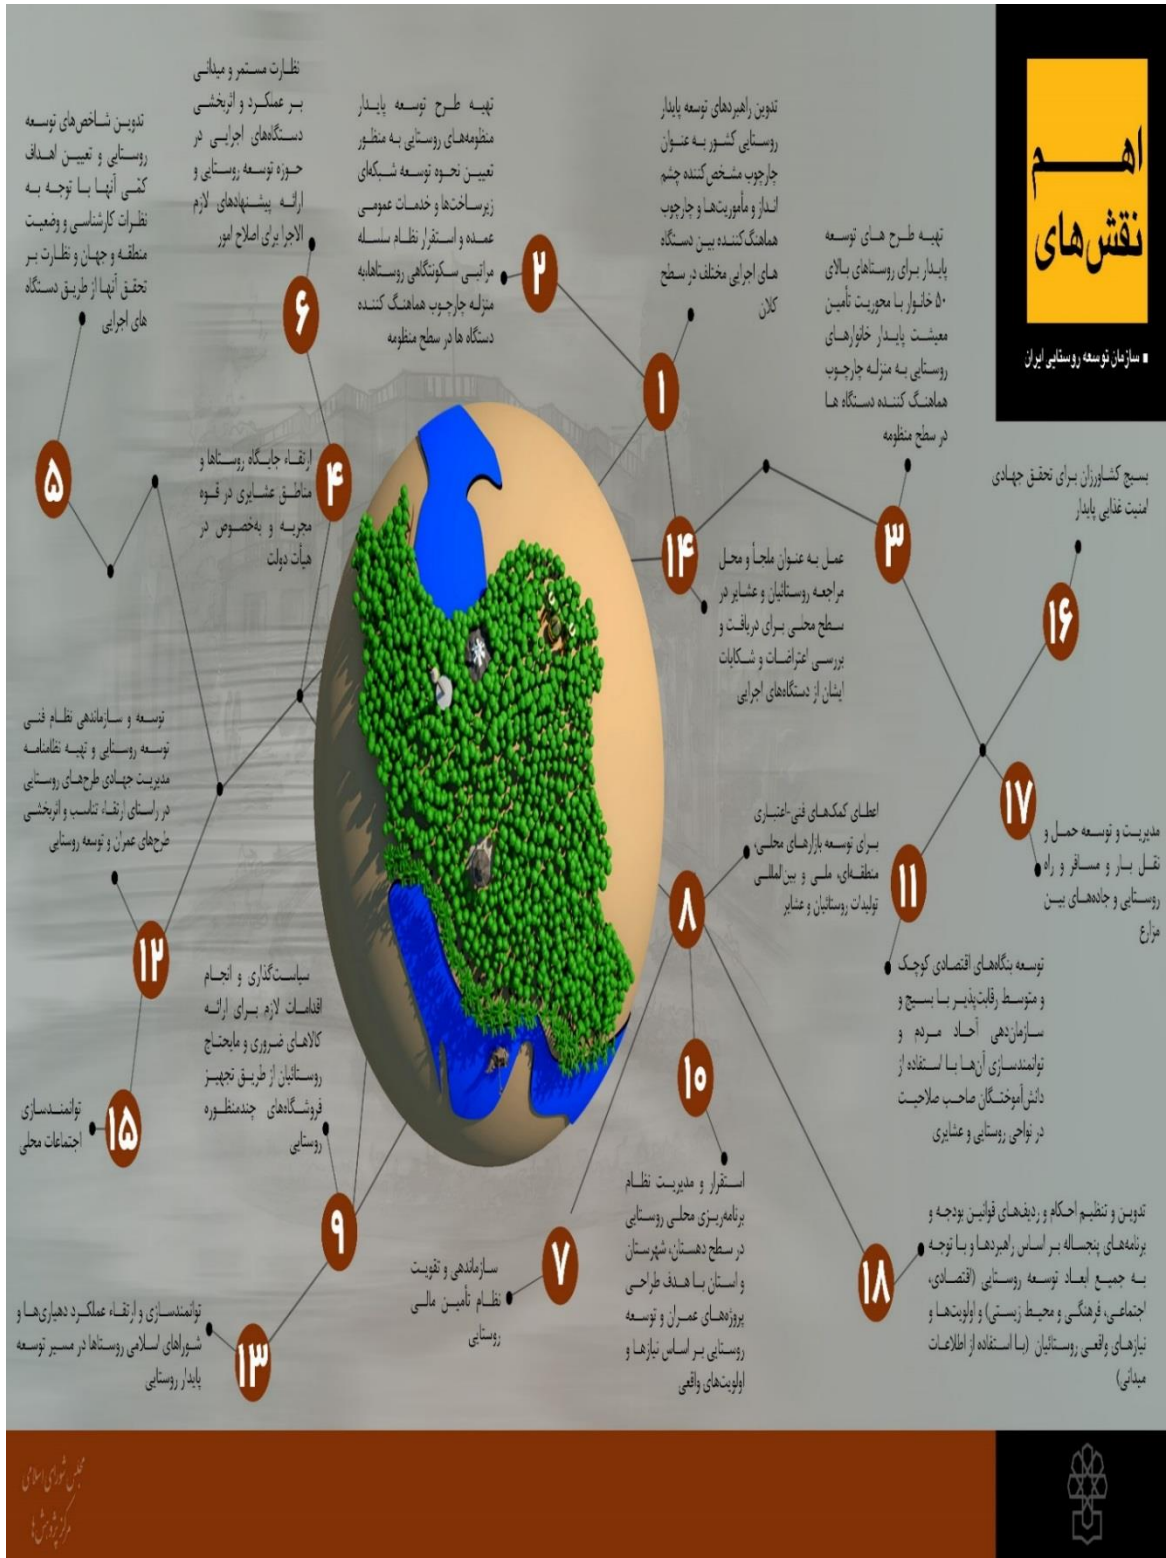 اهم
نقش‌های
▪ سازمان توسعه روستایی ایران
۱
تدوین راهبردهای توسعه پایدار
روستایی کشور به عنوان
چارچوب مشخص‌کننده چشم
انداز و مأموریت‌ها و چارچوب
هماهنگ‌کننده بین دستگاه
های اجرایی مختلف در سطح
کلان
۲
تهیه طرح توسعه پایدار
منظومه‌های روستایی به منظور
تعیین نحوه توسعه شبکه‌ای
زیرساخت‌ها و خدمات عمومی
عمده و استقرار نظام سلسله
مراتبی سکونتگاهی روستاها،به
منزله چارچوب هماهنگ کننده
دستگاه ها در سطح منظومه
۳
تهیه طرح های توسعه
پایدار برای روستاهای بالای
۵۰ خانوار با محوریت تأمین
معیشت پایدار خانوارهای
روستایی به منزله چارچوب
هماهنگ کننده دستگاه ها
در سطح منظومه
۴
ارتقاء جایگاه روستاها و
مناطق عشایری در قوه
مجریه و به‌خصوص در
هیأت دولت
۵
تدوین شاخص‌های توسعه
روستایی و تعیین اهداف
کمی آنها با توجه به
نظرات کارشناسی و وضعیت
منطقه و جهان و نظارت بر
تحقق آنها از طریق دستگاه
های اجرایی
۶
نظارت مستمر و میدانی
بر عملکرد و اثربخشی
دستگاه‌های اجرایی در
حوزه توسعه روستایی و
ارائه پیشنهادهای لازم
الاجرا برای اصلاح امور
۷
سازماندهی و تقویت
نظام تأمین مالی
روستایی
۸
اعطای کمک‌های فنی-اعتباری
برای توسعه بازارهای محلی،
منطقه‌ای، ملی و بین‌المللی
تولیدات روستائیان و عشایر
۹
سیاست‌گذاری و انجام
اقدامات لازم برای ارائه
کالاهای ضروری و مایحتاج
روستائیان از طریق تجهیز
فروشگاه‌های چندمنظوره
روستایی
۱۰
استقرار و مدیریت نظام
برنامه‌ریزی محلی روستایی
در سطح دهستان، شهرستان
و استان با هدف طراحی
پروژه‌های عمران و توسعه
روستایی بر اساس نیازها و
اولویت‌های واقعی
۱۱
توسعه بنگاه‌های اقتصادی کوچک
و متوسط رقابت‌پذیر با بسیج و
سازمان‌دهی آحاد مردم و
توانمندسازی آن‌ها با استفاده از
دانش‌آموختگان صاحب صلاحیت
در نواحی روستایی و عشایری
۱۲
توسعه و سازماندهی نظام فنی
توسعه روستایی و تهیه نظامنامه
مدیریت جهادی طرح‌های روستایی
در راستای ارتقاء تناسب و اثربخشی
طرح‌های عمران و توسعه روستایی
۱۳
توانمندسازی و ارتقاء عملکرد دهیاری‌ها و
شوراهای اسلامی روستاها در مسیر توسعه
پایدار روستایی
۱۴
عمل به عنوان ملجأ و محل
مراجعه روستائیان و عشایر در
سطح محلی برای دریافت و
بررسی اعتراضات و شکایات
ایشان از دستگاه‌های اجرایی
۱۵
توانمندسازی
اجتماعات محلی
۱۶
بسیج کشاورزان برای تحقق جهادی
امنیت غذایی پایدار
۱۷
مدیریت و توسعه حمل و
نقل بار و مسافر و راه
روستایی و جاده‌های بین
مزارع
۱۸
تدوین و تنظیم احکام و ردیف‌های قوانین بودجه و
برنامه‌های پنجساله بر اساس راهبردها و با توجه
به جمیع ابعاد توسعه روستایی (اقتصادی،
اجتماعی، فرهنگی و محیط زیستی) و اولویت‌ها و
نیازهای واقعی روستائیان (با استفاده از اطلاعات
میدانی)
مجلس شورای اسلامی
مرکز پژوهش‌ها